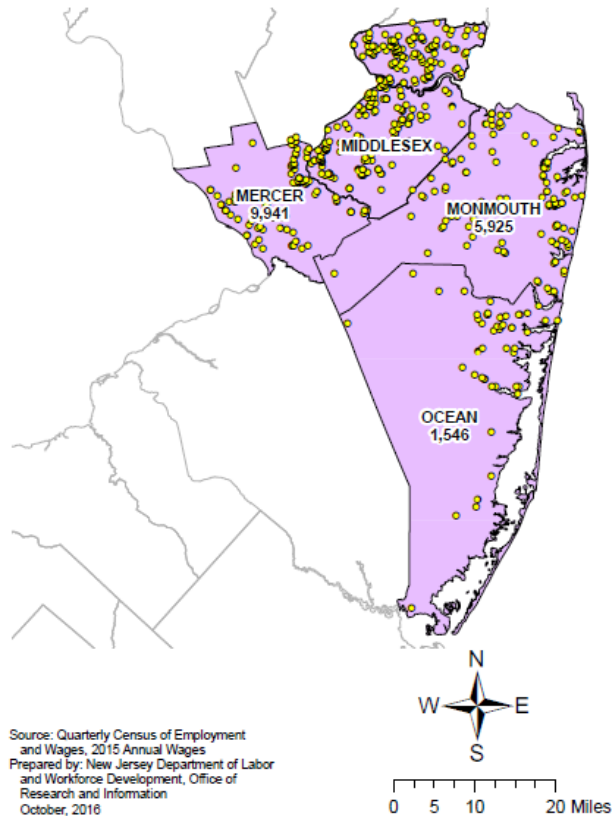 MIDDLESEX
MERCER
9,941
MONMOUTH
5,925
OCEAN
1,546
N
W
E
S
Source: Quarterly Census of Employment
and Wages, 2015 Annual Wages
Prepared by: New Jersey Department of Labor
and Workforce Development, Office of
Research and Information
October, 2016
0 5 10 20 Miles